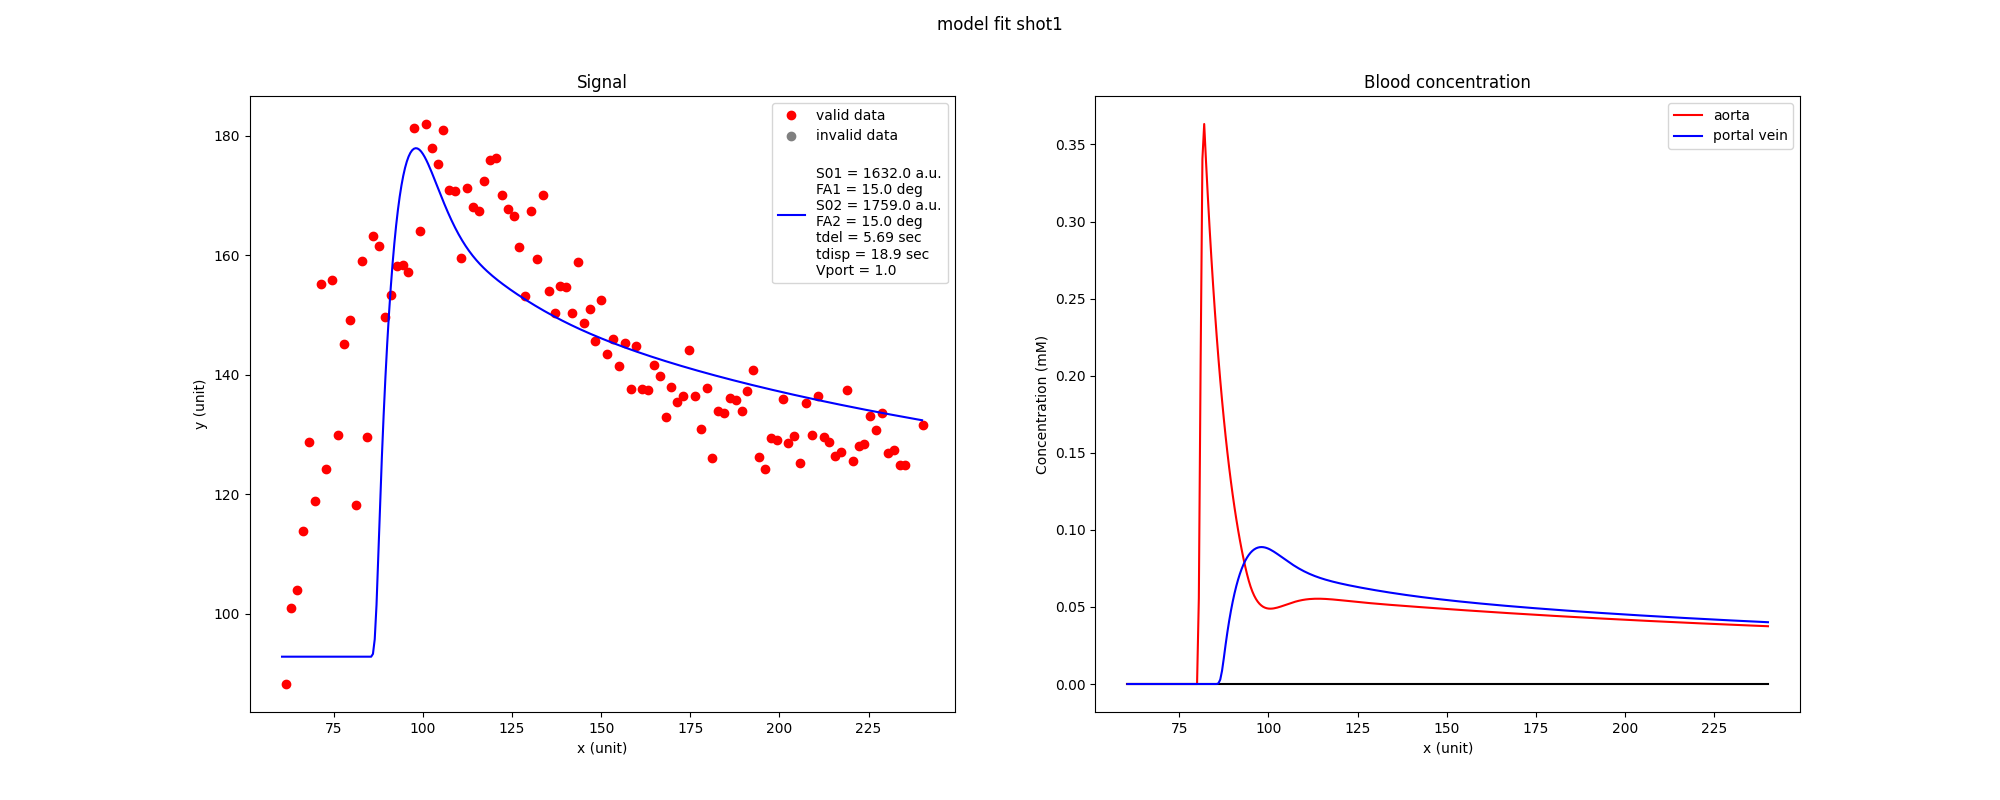 model fit shot1
Signal
valid data
invalid data
S01 = 1632.0 a.u.
FA1 = 15.0 deg
S02 = 1759.0 a.u.
FA2 = 15.0 deg
tdel = 5.69 sec
tdisp = 18.9 sec
Vport = 1.0
180
160
140
120
100
y (unit)
75
100
125
150
175
200
225
x (unit)
Blood concentration
aorta
portal vein
0.35
0.30
0.25
0.20
0.15
0.10
0.05
0.00
Concentration (mM)
75
100
125
150
175
200
225
x (unit)